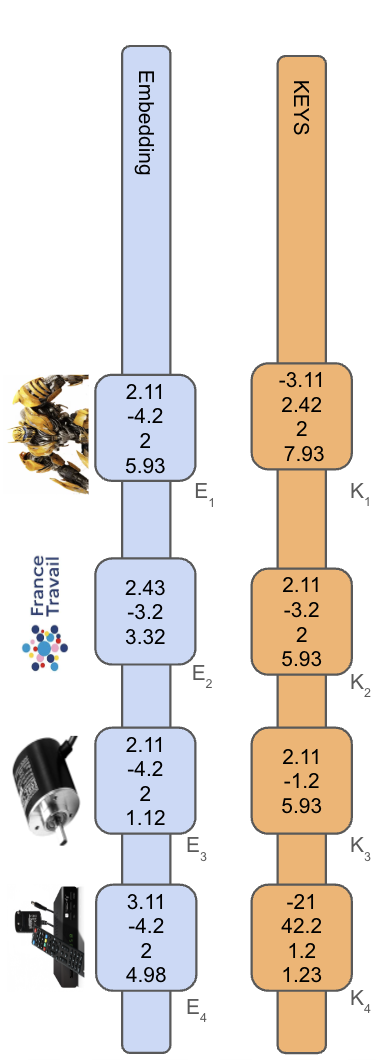 Embedding
KEYS
2.11
-4.2
2
5.93
E1
-3.11
2.42
2
7.93
K1
France
Travail
2.43
-3.2
3.32
E2
2.11
-3.2
2
5.93
K2
2.11
-4.2
2
1.12
E3
2.11
-1.2
5.93
K3
3.11
-4.2
2
4.98
E4
-21
42.2
1.2
1.23
K4